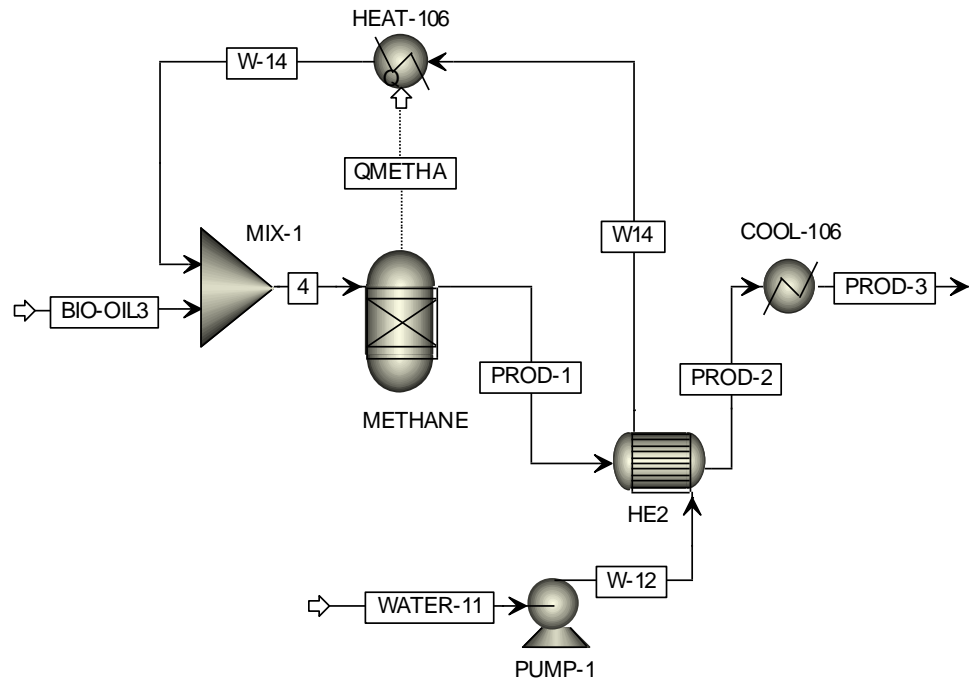 HEAT-106
W-14
Q
QMETHA
MIX-1
W14
COOL-106
4
PROD-3
BIO-OIL3
PROD-1
PROD-2
METHANE
HE2
W-12
WATER-11
PUMP-1